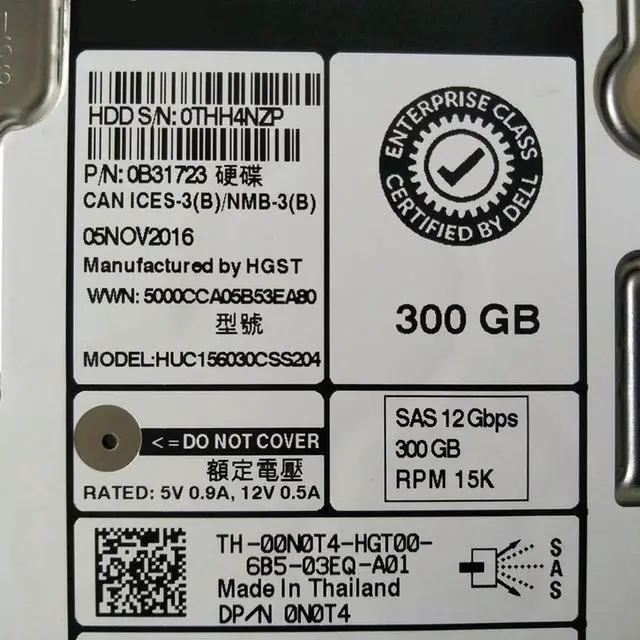 HDD S/N: 0THH4NZP
P/N: 0B31723 硬碟
CAN ICES-3(B)/NMB-3(B)
05NOV2016
Manufactured by HGST
WWN: 5000CCA05B53EA80
型號
MODEL:HUC156030CSS204
ENTERPRISE CLASS
CERTIFIED BY DELL
300 GB
<=DO NOT COVER
額定電壓
RATED: 5V 0.9A, 12V 0.5A
SAS 12 Gbps
300 GB
RPM 15K
TH-00N0T4-HGT00-
6B5-03EQ-A01
Made In Thailand
DP/N 0N0T4
SAS